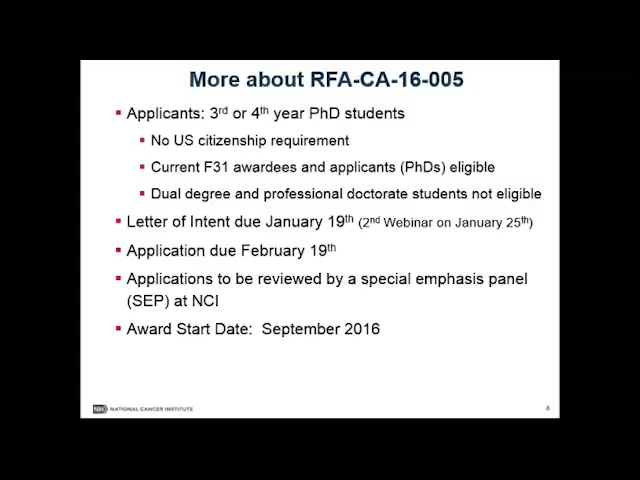 More about RFA-CA-16-005
▪ Applicants: 3rd or 4th year PhD students
▪ No US citizenship requirement
▪ Current F31 awardees and applicants (PhDs) eligible
▪ Dual degree and professional doctorate students not eligible
▪ Letter of Intent due January 19th (2nd Webinar on January 25th)
▪ Application due February 19th
▪ Applications to be reviewed by a special emphasis panel
(SEP) at NCI
▪ Award Start Date: September 2016
NIH NATIONAL CANCER INSTITUTE
4